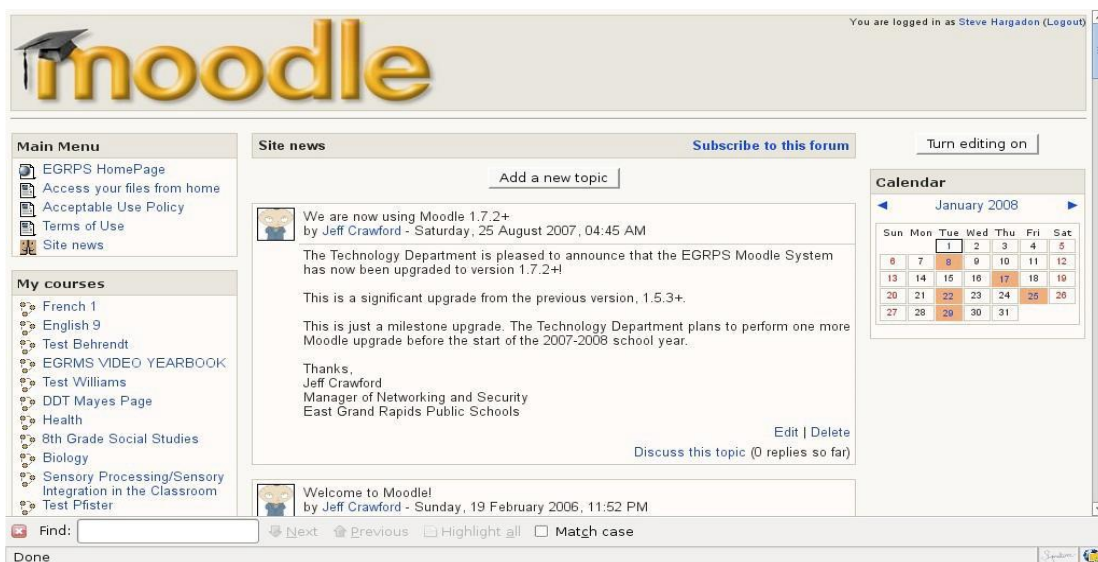 You are logged in as Steve Hargadon (Logout)
moodle
Main Menu
EGRPS HomePage
Access your files from home
Acceptable Use Policy
Terms of Use
Site news
My courses
French 1
English 9
Test Behrendt
EGRMS VIDEO YEARBOOK
Test Williams
DDT Mayes Page
Health
8th Grade Social Studies
Biology
Sensory Processing/Sensory
Integration in the Classroom
Test Pfister
Site news Subscribe to this forum
Add a new topic
We are now using Moodle 1.7.2+
by Jeff Crawford - Saturday, 25 August 2007, 04:45 AM
The Technology Department is pleased to announce that the EGRPS Moodle System
has now been upgraded to version 1.7.2+!
This is a significant upgrade from the previous version, 1.5.3+.
This is just a milestone upgrade. The Technology Department plans to perform one more
Moodle upgrade before the start of the 2007-2008 school year.
Thanks,
Jeff Crawford
Manager of Networking and Security
East Grand Rapids Public Schools
Edit | Delete
Discuss this topic (0 replies so far)
Welcome to Moodle!
by Jeff Crawford - Sunday, 19 February 2006, 11:52 PM
Turn editing on
Calendar
January 2008
Sun Mon Tue Wed Thu Fri Sat
1 2 3 4 5
6 7 8 9 10 11 12
13 14 15 16 17 18 19
20 21 22 23 24 25 26
27 28 29 30 31
Find: Next Previous Highlight all Match case
Done